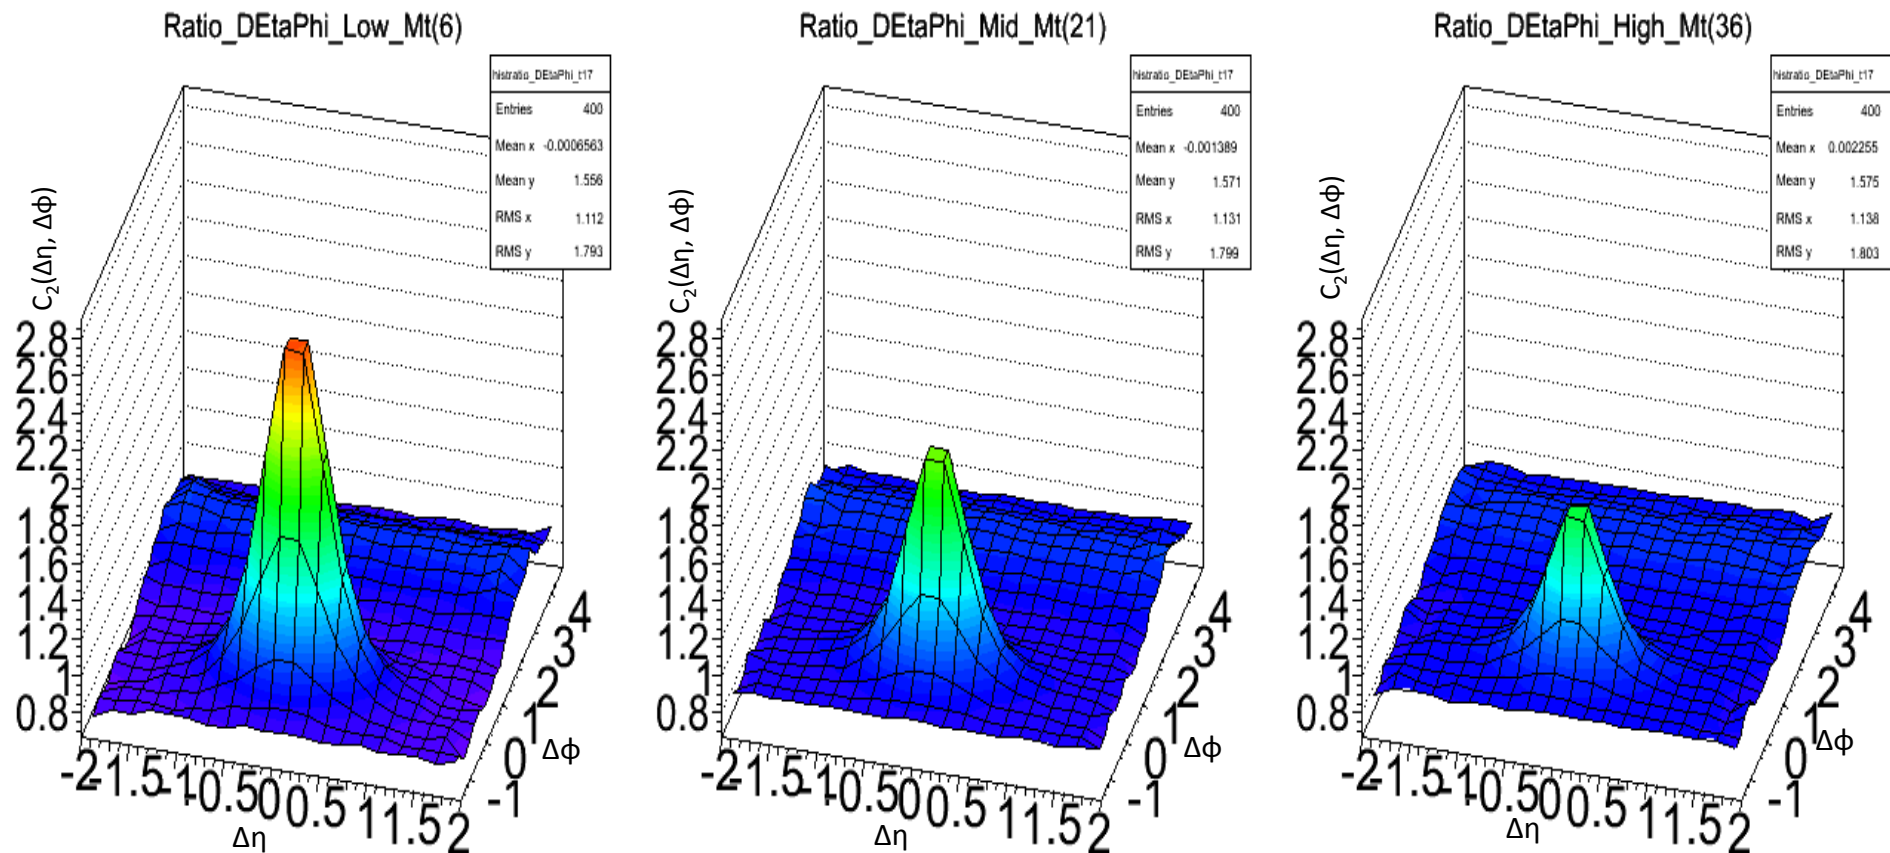 Ratio_DEtaPhi_Low_Mt(6)
histratio_DEtaPhi_t17
Entries 400
Mean x -0.0006563
Mean y 1.556
RMS x 1.112
RMS y 1.793
C2(Δη, Δϕ)
2.8
2.6
2.4
2.2
2
1.8
1.6
1.4
1.2
1
0.8
-2 -1.5 -1 -0.5 0 0.5 1 1.5 2
Δη
-1 0 1 2 3 4
Δϕ
Ratio_DEtaPhi_Mid_Mt(21)
histratio_DEtaPhi_t17
Entries 400
Mean x -0.001389
Mean y 1.571
RMS x 1.131
RMS y 1.799
C2(Δη, Δϕ)
2.8
2.6
2.4
2.2
2
1.8
1.6
1.4
1.2
1
0.8
-2 -1.5 -1 -0.5 0 0.5 1 1.5 2
Δη
-1 0 1 2 3 4
Δϕ
Ratio_DEtaPhi_High_Mt(36)
histratio_DEtaPhi_t17
Entries 400
Mean x 0.002255
Mean y 1.575
RMS x 1.138
RMS y 1.803
C2(Δη, Δϕ)
2.8
2.6
2.4
2.2
2
1.8
1.6
1.4
1.2
1
0.8
-2 -1.5 -1 -0.5 0 0.5 1 1.5 2
Δη
-1 0 1 2 3 4
Δϕ